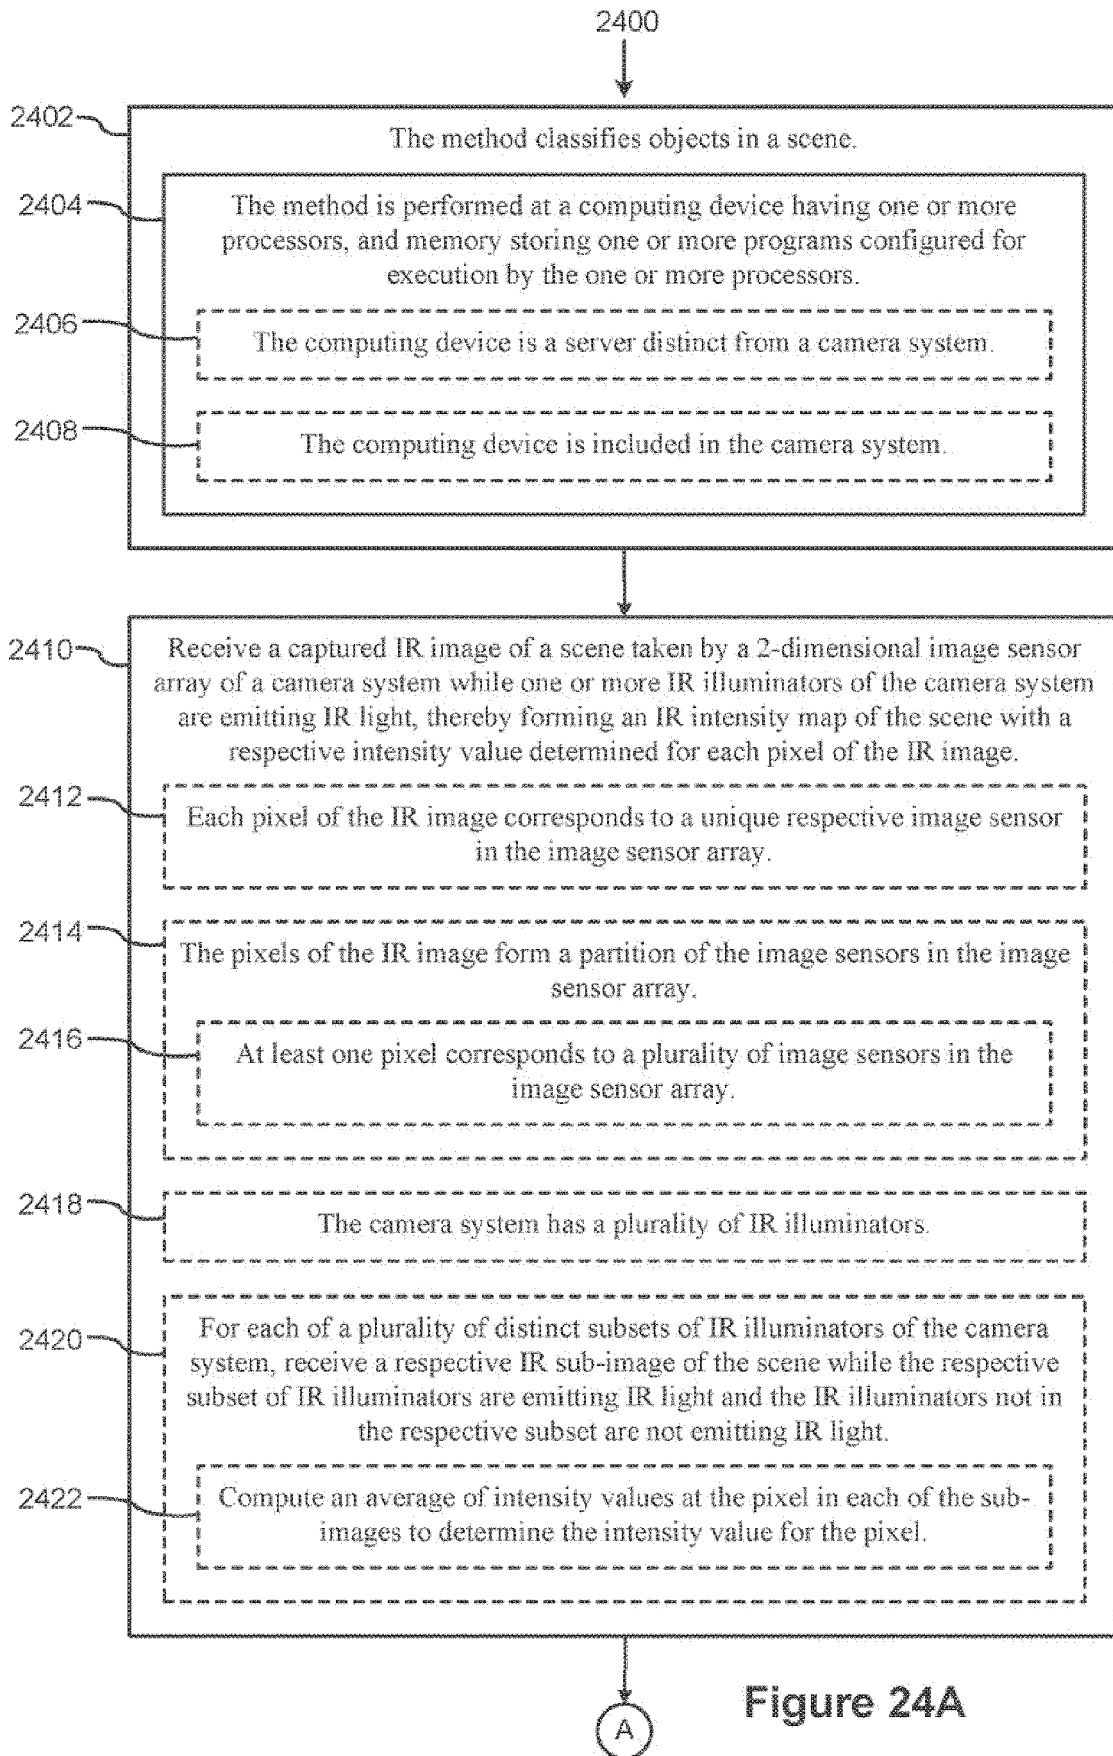 2400
2402
The method classifies objects in a scene.
2404
The method is performed at a computing device having one or more
processors, and memory storing one or more programs configured for
execution by the one or more processors.
2406
The computing device is a server distinct from a camera system.
2408
The computing device is included in the camera system.
2410
Receive a captured IR image of a scene taken by a 2-dimensional image sensor
array of a camera system while one or more IR illuminators of the camera system
are emitting IR light, thereby forming an IR intensity map of the scene with a
respective intensity value determined for each pixel of the IR image.
2412
Each pixel of the IR image corresponds to a unique respective image sensor
in the image sensor array.
2414
The pixels of the IR image form a partition of the image sensors in the image
sensor array.
2416
At least one pixel corresponds to a plurality of image sensors in the
image sensor array.
2418
The camera system has a plurality of IR illuminators.
2420
For each of a plurality of distinct subsets of IR illuminators of the camera
system, receive a respective IR sub-image of the scene while the respective
subset of IR illuminators are emitting IR light and the IR illuminators not in
the respective subset are not emitting IR light.
2422
Compute an average of intensity values at the pixel in each of the sub-
images to determine the intensity value for the pixel.
A
Figure 24A